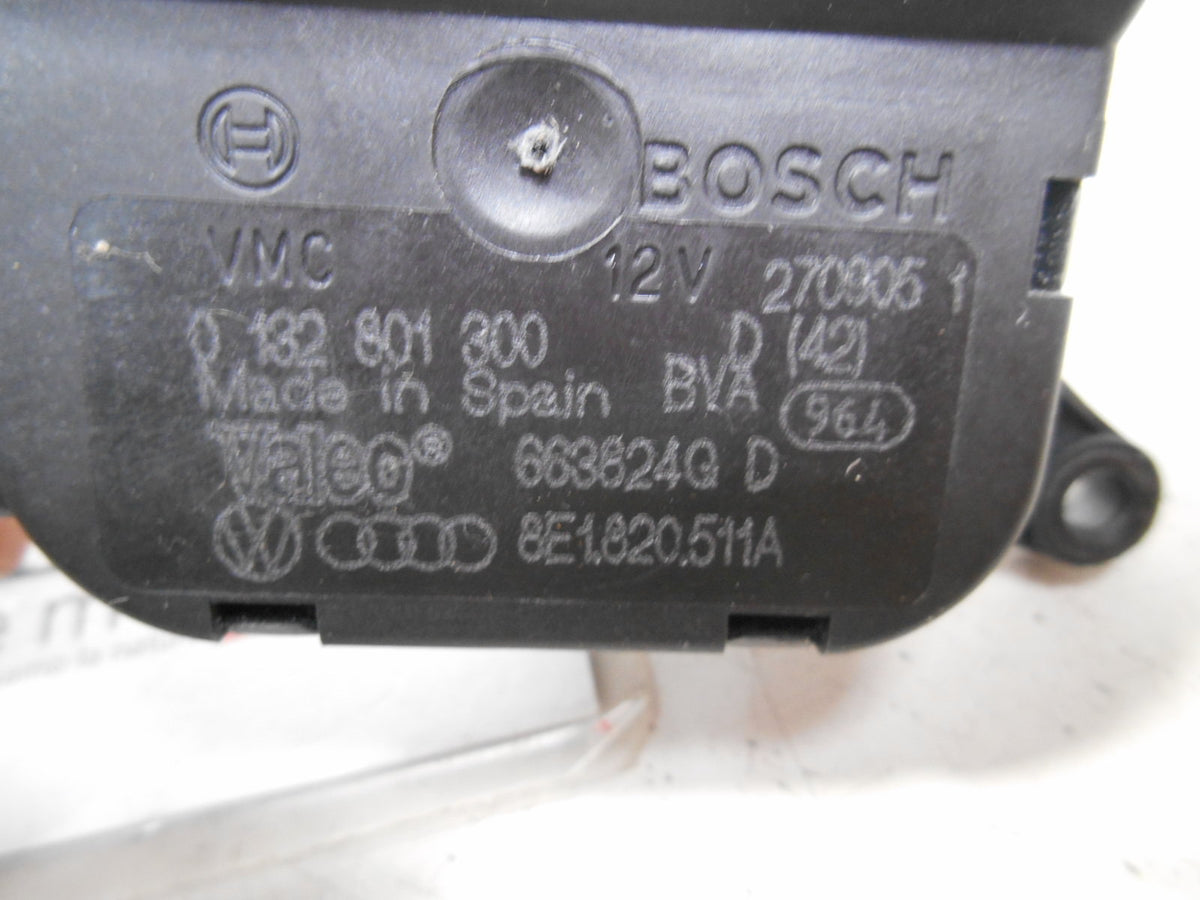 BOSCH
VMC 12V 270905 1
0 132 801 300 D (42)
Made in Spain BVA 964
Valeo® 663624Q D
8E1.820.511A